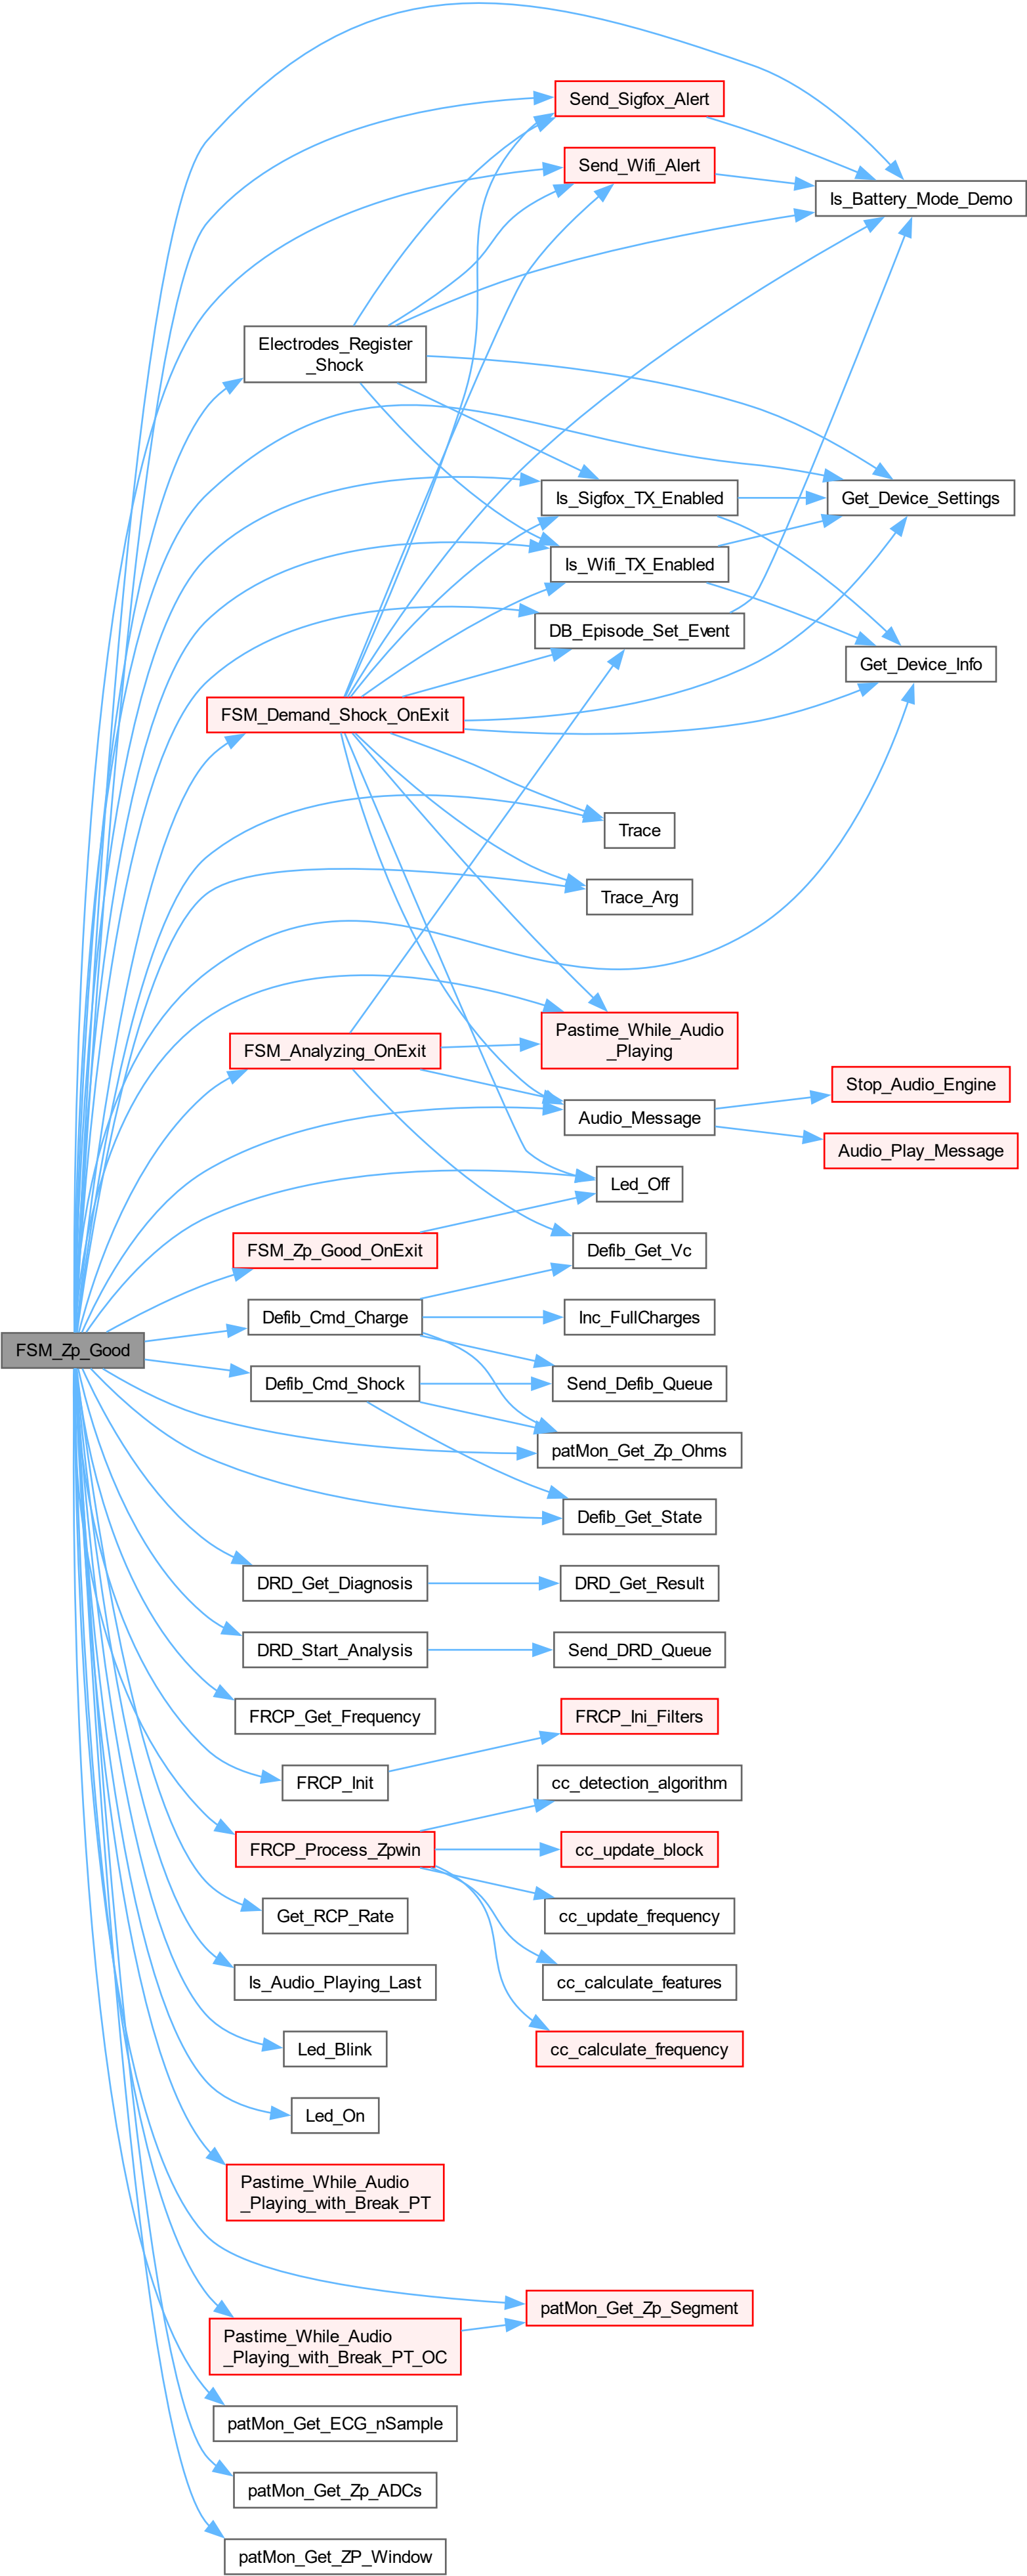 Send_Sigfox_Alert
Send_Wifi_Alert
Is_Battery_Mode_Demo
Electrodes_Register
_Shock
Is_Sigfox_TX_Enabled
Get_Device_Settings
Is_Wifi_TX_Enabled
DB_Episode_Set_Event
Get_Device_Info
FSM_Demand_Shock_OnExit
Trace
Trace_Arg
Pastime_While_Audio
_Playing
FSM_Analyzing_OnExit
Stop_Audio_Engine
Audio_Message
Audio_Play_Message
Led_Off
FSM_Zp_Good_OnExit
Defib_Get_Vc
Defib_Cmd_Charge
Inc_FullCharges
FSM_Zp_Good
Defib_Cmd_Shock
Send_Defib_Queue
patMon_Get_Zp_Ohms
Defib_Get_State
DRD_Get_Diagnosis
DRD_Get_Result
DRD_Start_Analysis
Send_DRD_Queue
FRCP_Get_Frequency
FRCP_Ini_Filters
FRCP_Init
cc_detection_algorithm
FRCP_Process_Zpwin
cc_update_block
Get_RCP_Rate
cc_update_frequency
Is_Audio_Playing_Last
cc_calculate_features
Led_Blink
cc_calculate_frequency
Led_On
Pastime_While_Audio
_Playing_with_Break_PT
patMon_Get_Zp_Segment
Pastime_While_Audio
_Playing_with_Break_PT_OC
patMon_Get_ECG_nSample
patMon_Get_Zp_ADCs
patMon_Get_ZP_Window